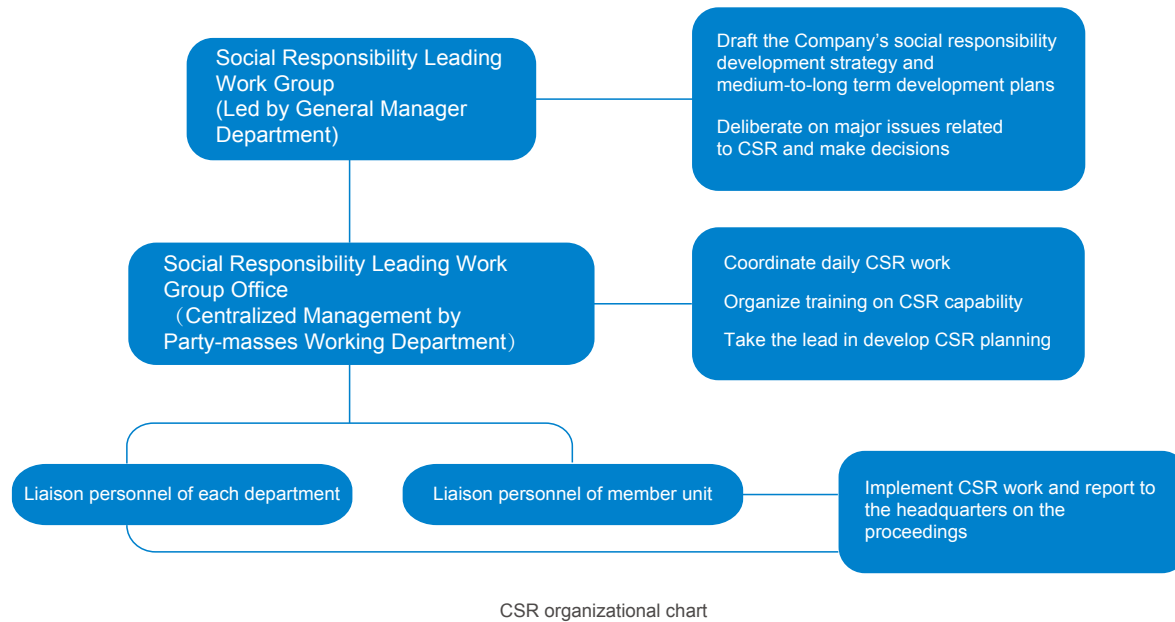 Social Responsibility Leading
Work Group
(Led by General Manager
Department)
Draft the Company’s social responsibility
development strategy and
medium-to-long term development plans
Deliberate on major issues related
to CSR and make decisions
Social Responsibility Leading Work
Group Office
（Centralized Management by
Party-masses Working Department）
Coordinate daily CSR work
Organize training on CSR capability
Take the lead in develop CSR planning
Liaison personnel of each department
Liaison personnel of member unit
Implement CSR work and report to
the headquarters on the
proceedings
CSR organizational chart